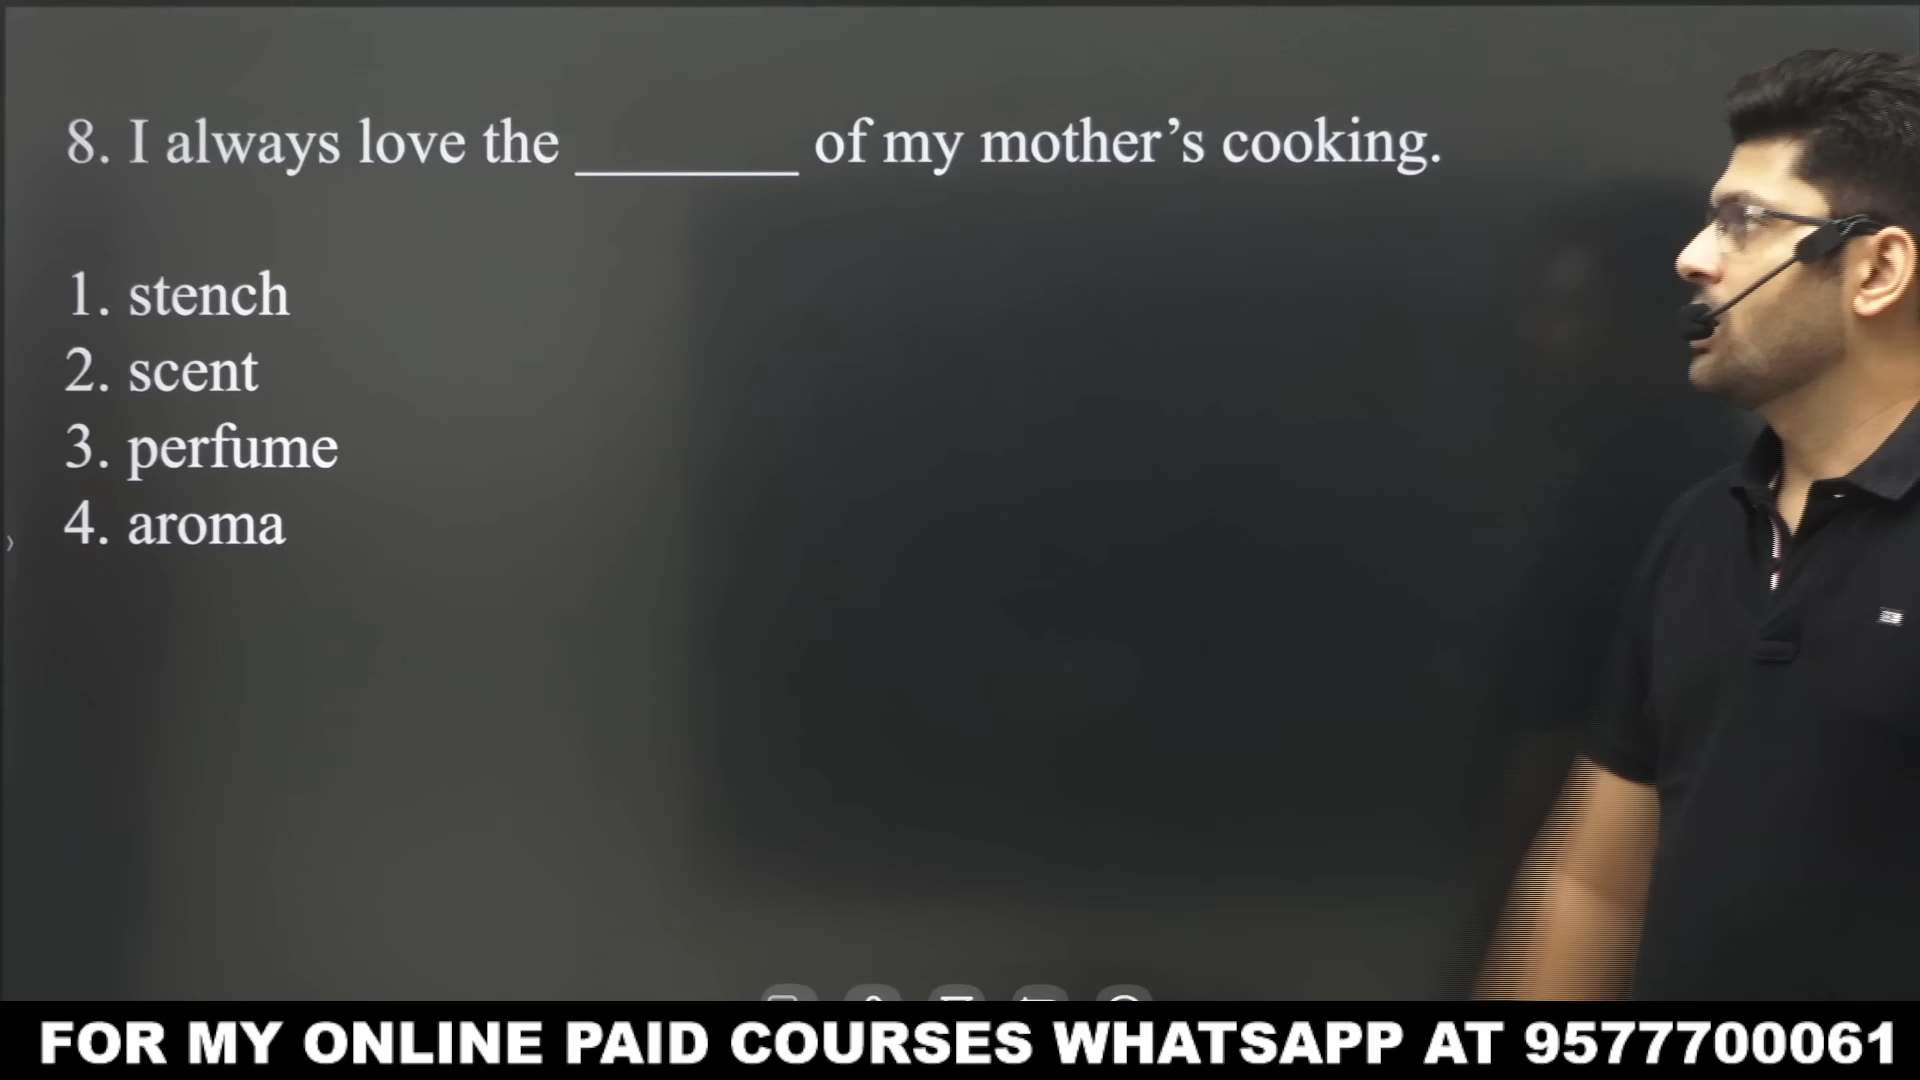 8. I always love the ________ of my mother’s cooking.
1. stench
2. scent
3. perfume
4. aroma
FOR MY ONLINE PAID COURSES WHATSAPP AT 9577700061